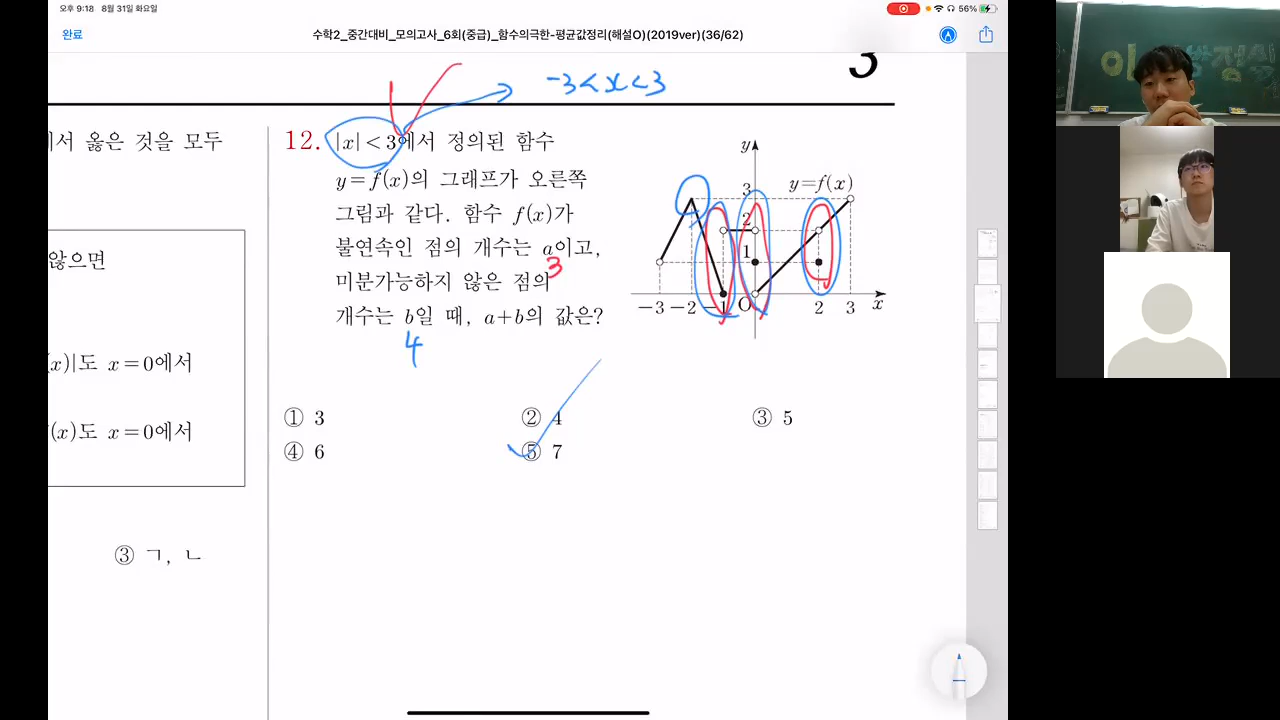 오후 9:18 8월 31일 화요일
56%
완료
수학2_중간대비_모의고사_6회(중급)_함수의극한-평균값정리(해설O)(2019ver)(36/62)
3
-3<x<3
서 옳은 것을 모두
않으면
(x)|도 x=0에서
(x)도 x=0에서
③ ㄱ, ㄴ
12. |x|<3에서 정의된 함수
y=f(x)의 그래프가 오른쪽
그림과 같다. 함수 f(x)가
불연속인 점의 개수는 a이고,
3
미분가능하지 않은 점의
개수는 b일 때, a+b의 값은?
4
y
3
y=f(x)
2
1
-3 -2 -1 O 2 3 x
① 3 ② 4 ③ 5
④ 6 ⑤ 7